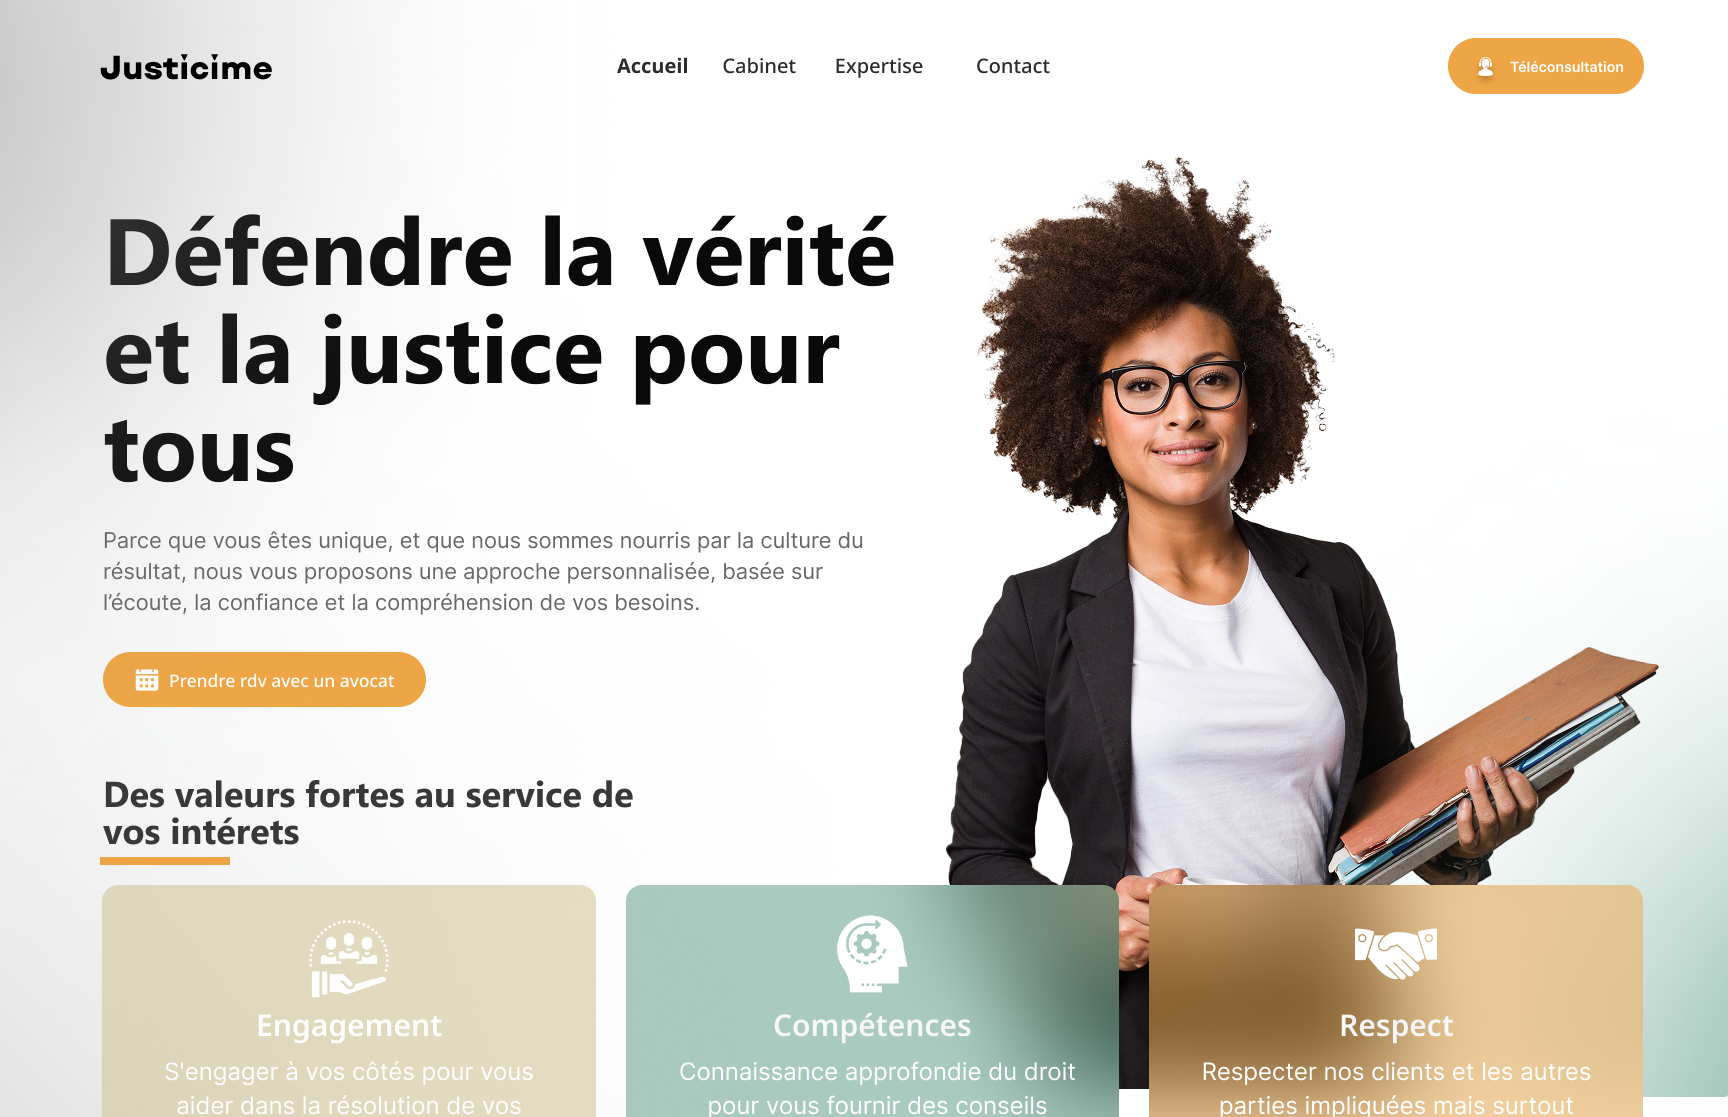 Justicime
Accueil Cabinet Expertise Contact
Téléconsultation
Défendre la vérité
et la justice pour
tous
Parce que vous êtes unique, et que nous sommes nourris par la culture du
résultat, nous vous proposons une approche personnalisée, basée sur
l’écoute, la confiance et la compréhension de vos besoins.
Prendre rdv avec un avocat
Des valeurs fortes au service de
vos intérets
Engagement
S'engager à vos côtés pour vous
aider dans la résolution de vos
Compétences
Connaissance approfondie du droit
pour vous fournir des conseils
Respect
Respecter nos clients et les autres
parties impliquées mais surtout